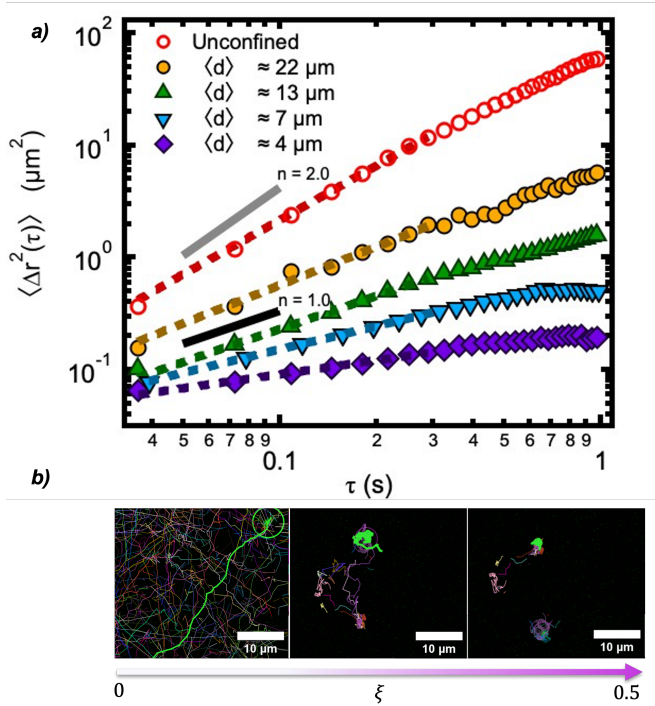 a)
10²
10¹
10⁰
10⁻¹
⟨Δr²(τ)⟩ (μm²)
Unconfined
⟨d⟩ ≈ 22 μm
⟨d⟩ ≈ 13 μm
⟨d⟩ ≈ 7 μm
⟨d⟩ ≈ 4 μm
n = 2.0
n = 1.0
4 5 6 7 8 9 2 3 4 5 6 7 8 9
0.1 1
τ (s)
b)
10 μm 10 μm 10 μm
0 ξ 0.5